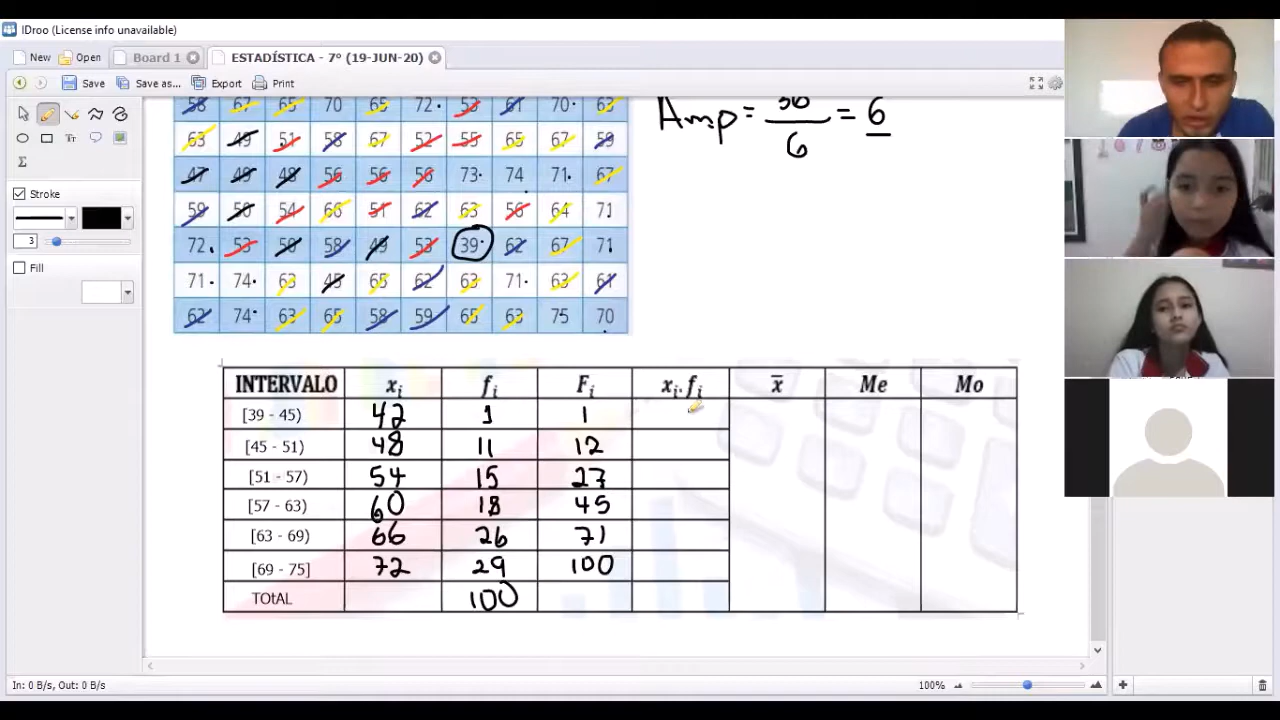 IDroo (License info unavailable)
New Open Board 1 ESTADÍSTICA - 7º (19-JUN-20)
Save Save as... Export Print
58 67 65 70 65 72 53 61 70 63
63 49 51 58 67 52 55 65 67 59
47 49 48 56 56 56 73 74 71 67
59 50 54 66 51 62 63 56 64 71
72 53 50 58 49 53 39 62 67 71
71 74 63 45 65 62 63 71 63 61
62 74 63 65 58 59 65 63 75 70
Amp = 36/6 = 6
Tт
Σ
Stroke
3
Fill
INTERVALO xᵢ fᵢ Fᵢ xᵢ.fᵢ x̅ Me Mo
[39 - 45) 42 1 1
[45 - 51) 48 11 12
[51 - 57) 54 15 27
[57 - 63) 60 18 45
[63 - 69) 66 26 71
[69 - 75] 72 29 100
TOtAL 100
In: 0 B/s, Out: 0 B/s 100%